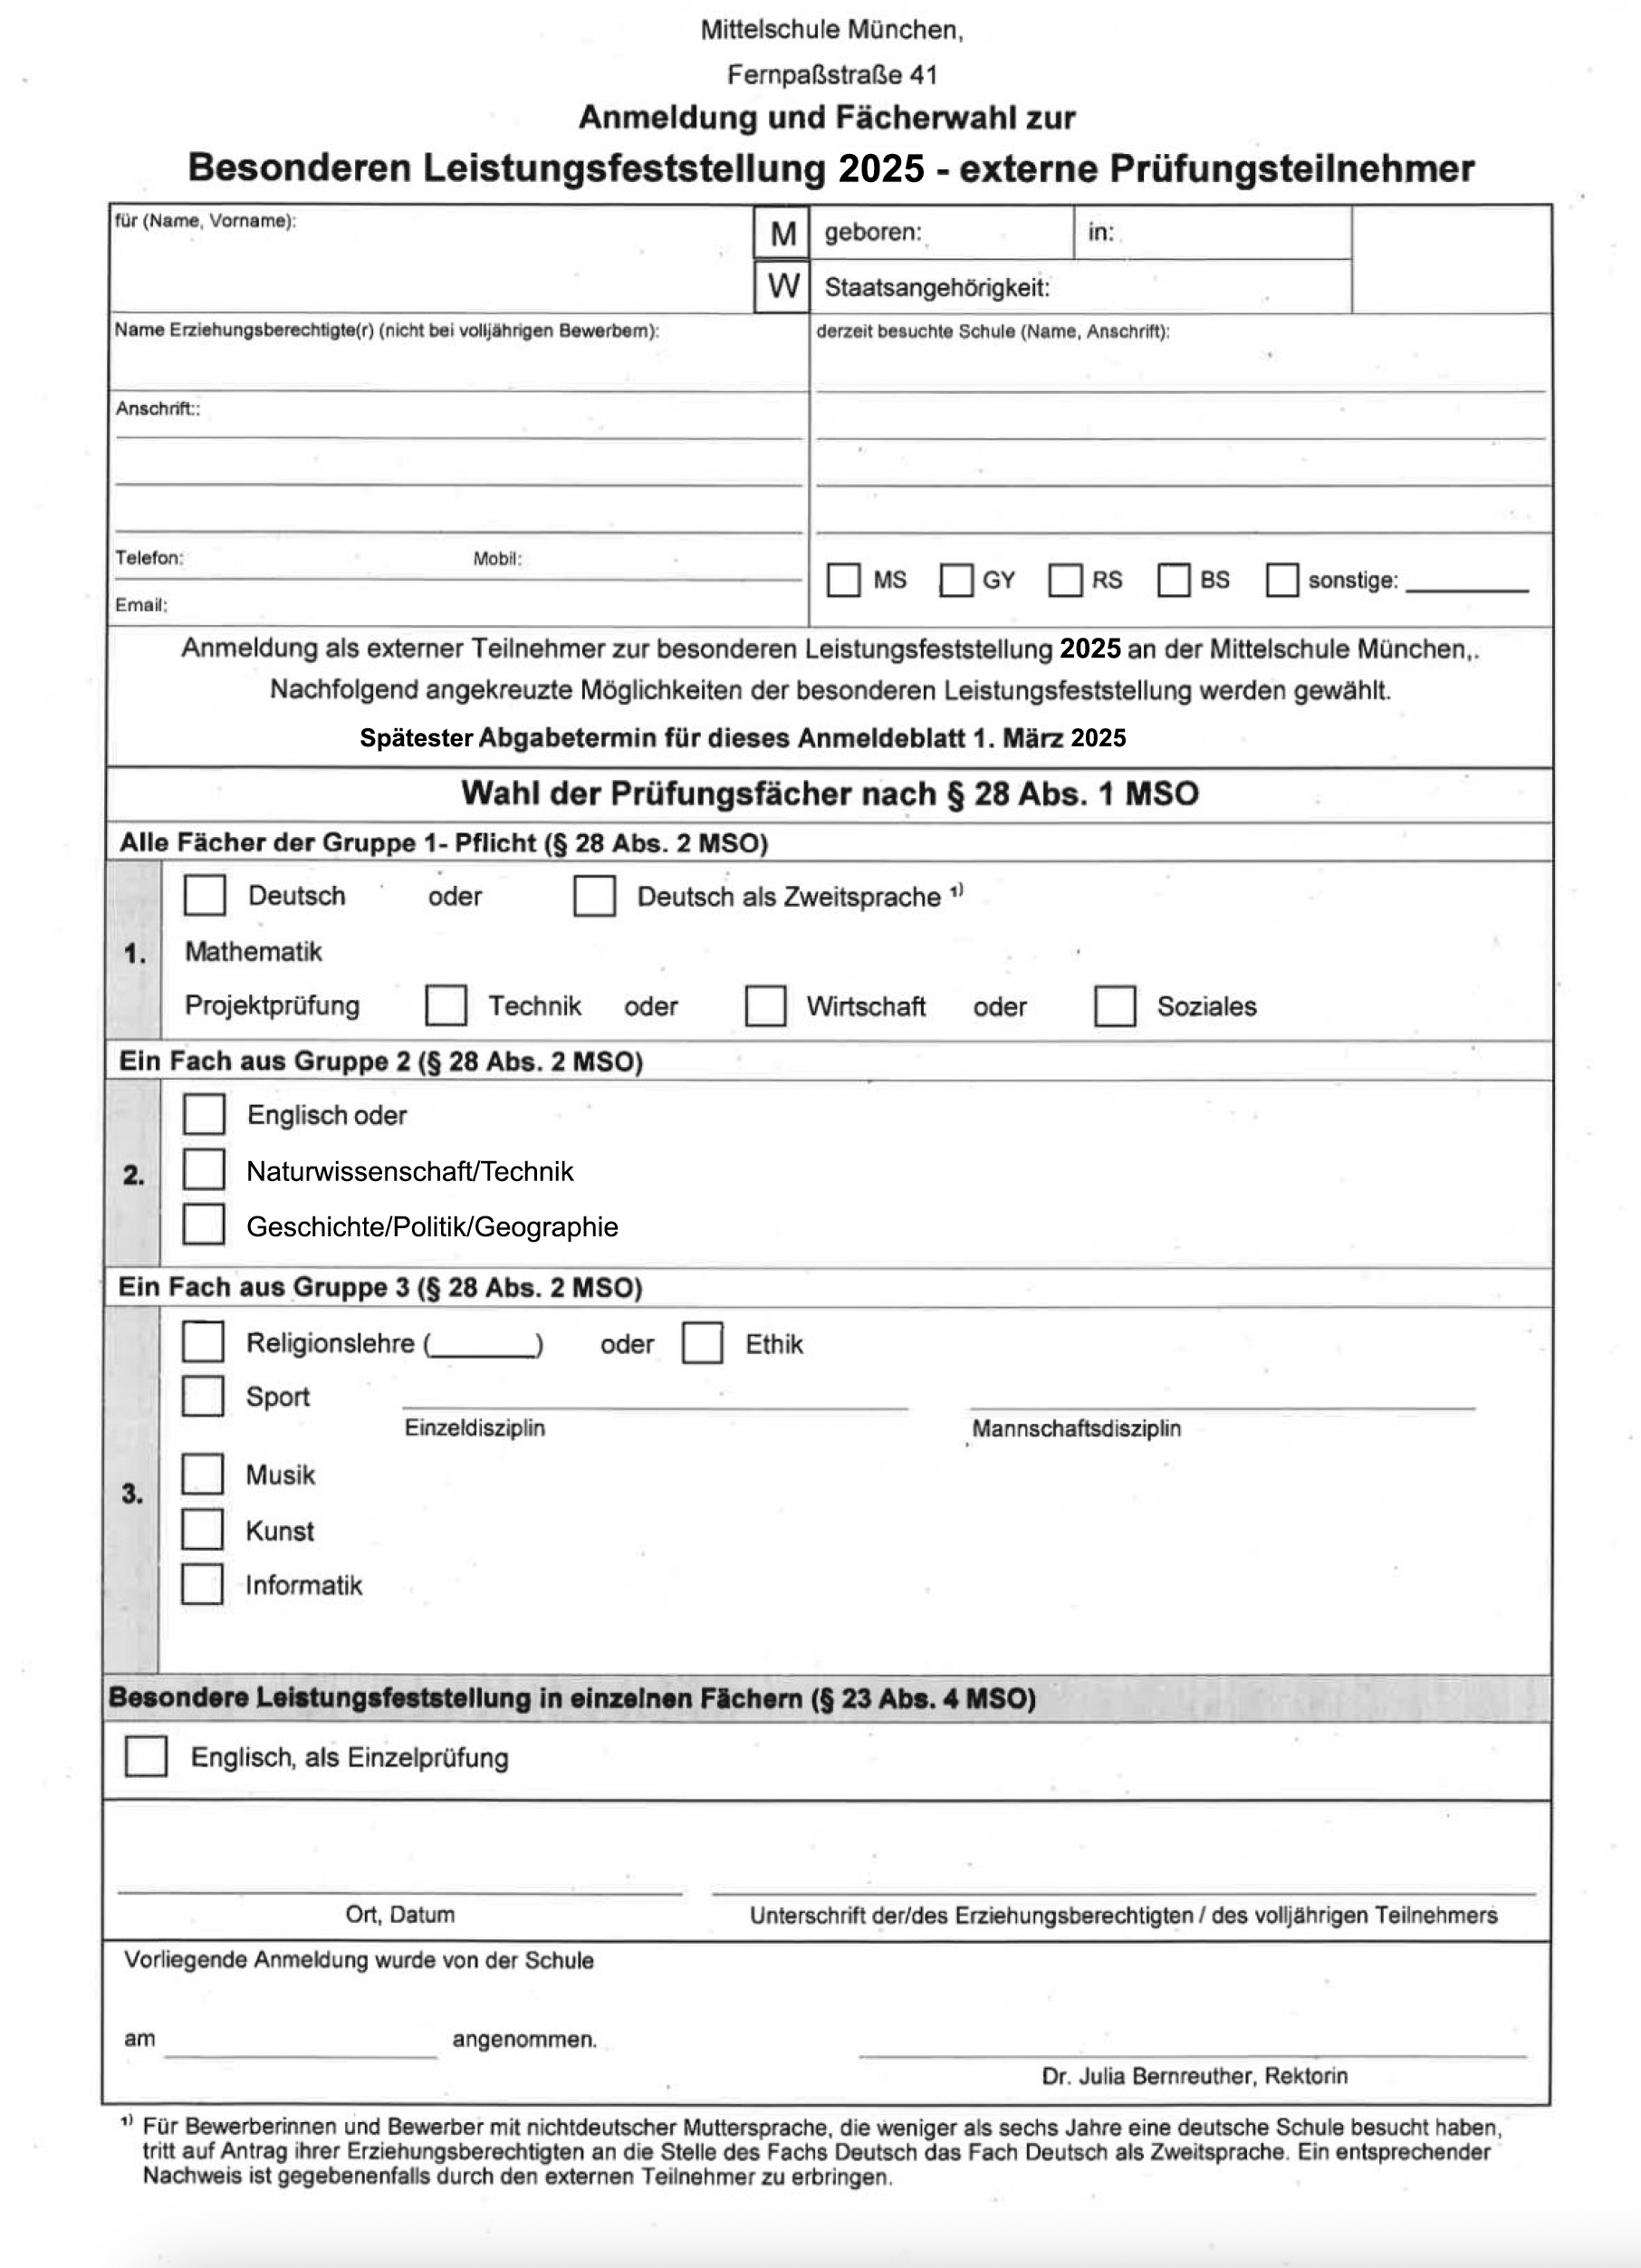 Mittelschule München,
Fernpaßstraße 41
Anmeldung und Fächerwahl zur
Besonderen Leistungsfeststellung 2025 - externe Prüfungsteilnehmer
für (Name, Vorname):
M geboren: in:
W Staatsangehörigkeit:
Name Erziehungsberechtigte(r) (nicht bei volljährigen Bewerbern):
derzeit besuchte Schule (Name, Anschrift):
Anschrift::
Telefon: Mobil:
MS GY RS BS sonstige:
Email:
Anmeldung als externer Teilnehmer zur besonderen Leistungsfeststellung 2025 an der Mittelschule München,.
Nachfolgend angekreuzte Möglichkeiten der besonderen Leistungsfeststellung werden gewählt.
Spätester Abgabetermin für dieses Anmeldeblatt 1. März 2025
Wahl der Prüfungsfächer nach § 28 Abs. 1 MSO
Alle Fächer der Gruppe 1- Pflicht (§ 28 Abs. 2 MSO)
Deutsch oder Deutsch als Zweitsprache 1)
1. Mathematik
Projektprüfung Technik oder Wirtschaft oder Soziales
Ein Fach aus Gruppe 2 (§ 28 Abs. 2 MSO)
Englisch oder
2. Naturwissenschaft/Technik
Geschichte/Politik/Geographie
Ein Fach aus Gruppe 3 (§ 28 Abs. 2 MSO)
Religionslehre (______) oder Ethik
Sport
Einzeldisziplin Mannschaftsdisziplin
Musik
3.
Kunst
Informatik
Besondere Leistungsfeststellung in einzelnen Fächern (§ 23 Abs. 4 MSO)
Englisch, als Einzelprüfung
Ort, Datum Unterschrift der/des Erziehungsberechtigten / des volljährigen Teilnehmers
Vorliegende Anmeldung wurde von der Schule
am angenommen.
Dr. Julia Bernreuther, Rektorin
1) Für Bewerberinnen und Bewerber mit nichtdeutscher Muttersprache, die weniger als sechs Jahre eine deutsche Schule besucht haben,
tritt auf Antrag ihrer Erziehungsberechtigten an die Stelle des Fachs Deutsch das Fach Deutsch als Zweitsprache. Ein entsprechender
Nachweis ist gegebenenfalls durch den externen Teilnehmer zu erbringen.